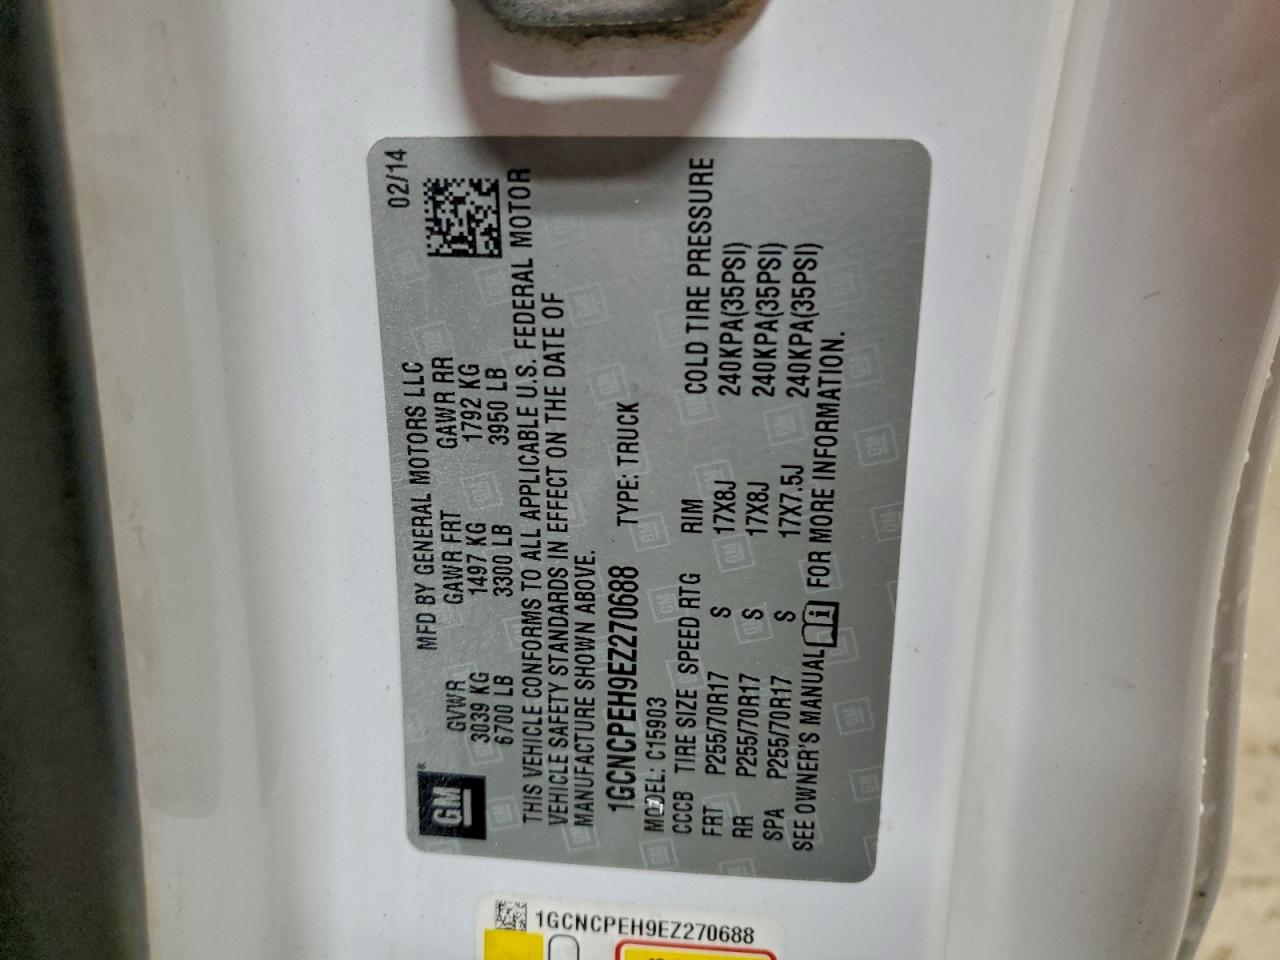 GM
MFD BY GENERAL MOTORS LLC 02/14
GVWR GAWR FRT GAWR RR
3039 KG 1497 KG 1792 KG
6700 LB 3300 LB 3950 LB
THIS VEHICLE CONFORMS TO ALL APPLICABLE U.S. FEDERAL MOTOR
VEHICLE SAFETY STANDARDS IN EFFECT ON THE DATE OF
MANUFACTURE SHOWN ABOVE.
1GCNCPEH9EZ270688 TYPE: TRUCK
MODEL: C15903
CCCB TIRE SIZE SPEED RTG RIM COLD TIRE PRESSURE
FRT P255/70R17 S 17X8J 240KPA(35PSI)
RR P255/70R17 S 17X8J 240KPA(35PSI)
SPA P255/70R17 S 17X7.5J 240KPA(35PSI)
SEE OWNER'S MANUAL i FOR MORE INFORMATION.
1GCNCPEH9EZ270688